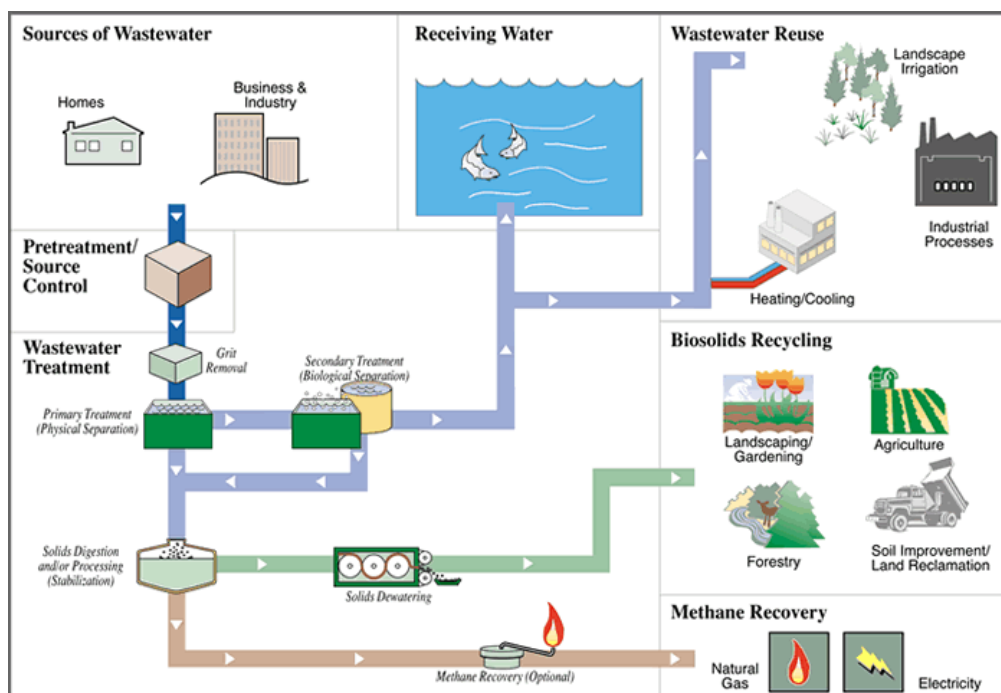 Sources of Wastewater
Homes
Business &
Industry
Receiving Water
Wastewater Reuse
Landscape
Irrigation
Industrial
Processes
Heating/Cooling
Pretreatment/
Source
Control
Wastewater
Treatment
Grit
Removal
Secondary Treatment
(Biological Separation)
Primary Treatment
(Physical Separation)
Solids Digestion
and/or Processing
(Stabilization)
Solids Dewatering
Methane Recovery (Optional)
Biosolids Recycling
Landscaping/
Gardening
Agriculture
Forestry
Soil Improvement/
Land Reclamation
Methane Recovery
Natural
Gas
Electricity